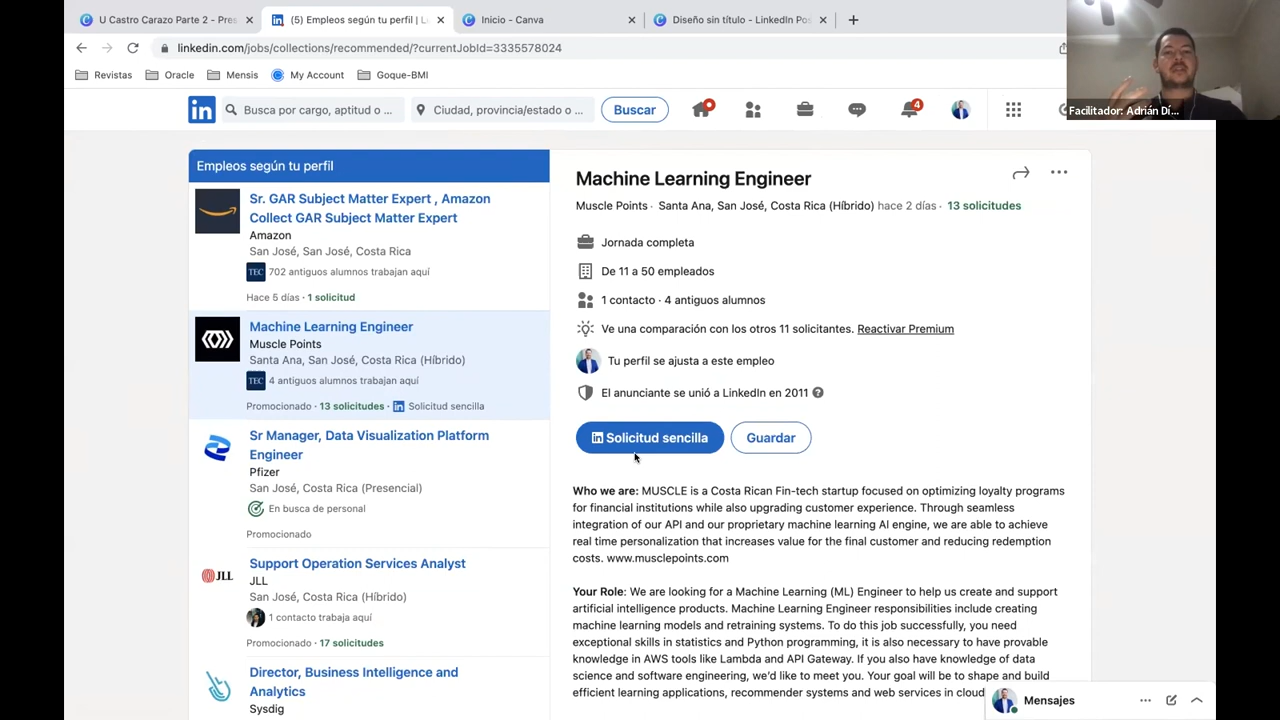 U Castro Carazo Parte 2 - Pres
(5) Empleos según tu perfil | L
Inicio - Canva
Diseño sin título - LinkedIn Pos
linkedin.com/jobs/collections/recommended/?currentJobId=3335578024
Revistas
Oracle
Mensis
My Account
Goque-BMI
Facilitador: Adrián Dí...
in
Busca por cargo, aptitud o ...
Ciudad, provincia/estado o ...
Buscar
4
Empleos según tu perfil
Sr. GAR Subject Matter Expert , Amazon
Collect GAR Subject Matter Expert
Amazon
San José, San José, Costa Rica
TEC 702 antiguos alumnos trabajan aquí
Hace 5 días · 1 solicitud
Machine Learning Engineer
Muscle Points
Santa Ana, San José, Costa Rica (Híbrido)
TEC 4 antiguos alumnos trabajan aquí
Promocionado · 13 solicitudes · in Solicitud sencilla
Sr Manager, Data Visualization Platform
Engineer
Pfizer
San José, Costa Rica (Presencial)
En busca de personal
Promocionado
Support Operation Services Analyst
JLL
JLL
San José, Costa Rica (Híbrido)
1 contacto trabaja aquí
Promocionado · 17 solicitudes
Director, Business Intelligence and
Analytics
Sysdig
Machine Learning Engineer
Muscle Points · Santa Ana, San José, Costa Rica (Híbrido) hace 2 días · 13 solicitudes
Jornada completa
De 11 a 50 empleados
1 contacto · 4 antiguos alumnos
Ve una comparación con los otros 11 solicitantes. Reactivar Premium
Tu perfil se ajusta a este empleo
El anunciante se unió a LinkedIn en 2011
in Solicitud sencilla
Guardar
Who we are: MUSCLE is a Costa Rican Fin-tech startup focused on optimizing loyalty programs
for financial institutions while also upgrading customer experience. Through seamless
integration of our API and our proprietary machine learning AI engine, we are able to achieve
real time personalization that increases value for the final customer and reducing redemption
costs. www.musclepoints.com
Your Role: We are looking for a Machine Learning (ML) Engineer to help us create and support
artificial intelligence products. Machine Learning Engineer responsibilities include creating
machine learning models and retraining systems. To do this job successfully, you need
exceptional skills in statistics and Python programming, it is also necessary to have provable
knowledge in AWS tools like Lambda and API Gateway. If you also have knowledge of data
science and software engineering, we'd like to meet you. Your goal will be to shape and build
efficient learning applications, recommender systems and web services in cloud
Mensajes